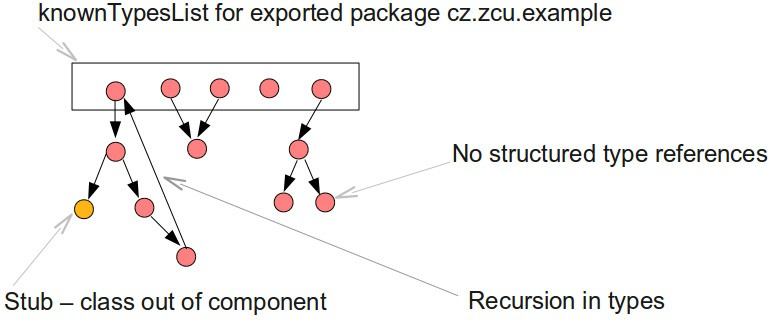 knownTypesList for exported package cz.zcu.example
No structured type references
Stub – class out of component
Recursion in types